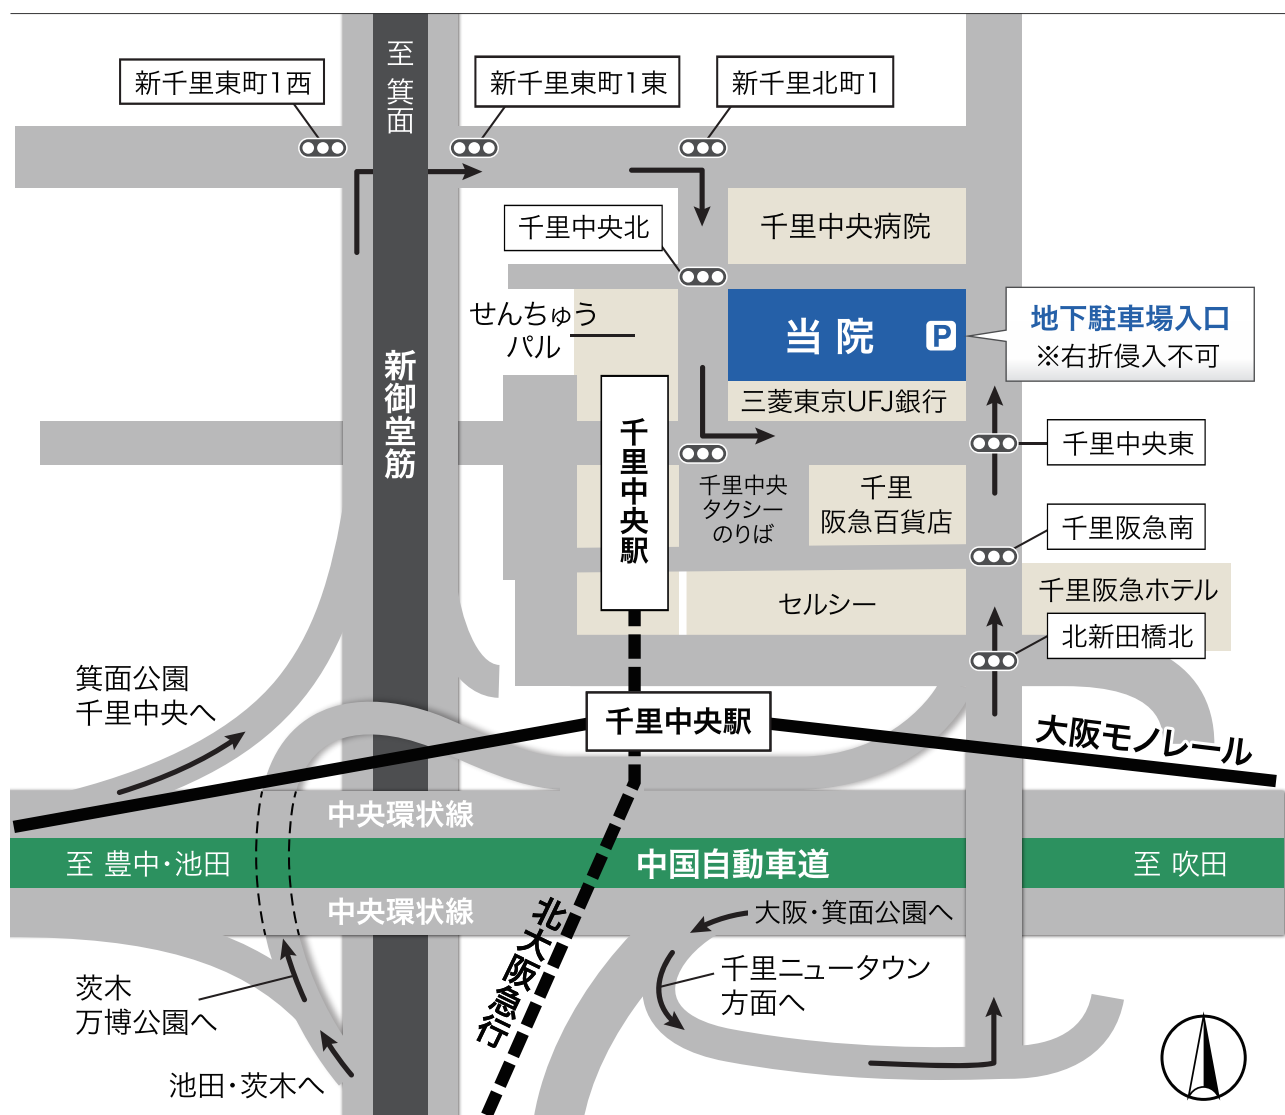 至 箕面
新千里東町1西
新千里東町1東
新千里北町1
千里中央北
千里中央病院
せんちゅう
パル
当院
P
地下駐車場入口
※右折侵入不可
三菱東京UFJ銀行
新御堂筋
千里中央駅
千里中央東
千里中央
タクシー
のりば
千里
阪急百貨店
千里阪急南
セルシー
千里阪急ホテル
北新田橋北
箕面公園
千里中央へ
千里中央駅
大阪モノレール
中央環状線
至 豊中・池田
中国自動車道
至 吹田
中央環状線
北大阪急行
大阪・箕面公園へ
千里ニュータウン
方面へ
茨木
万博公園へ
池田・茨木へ